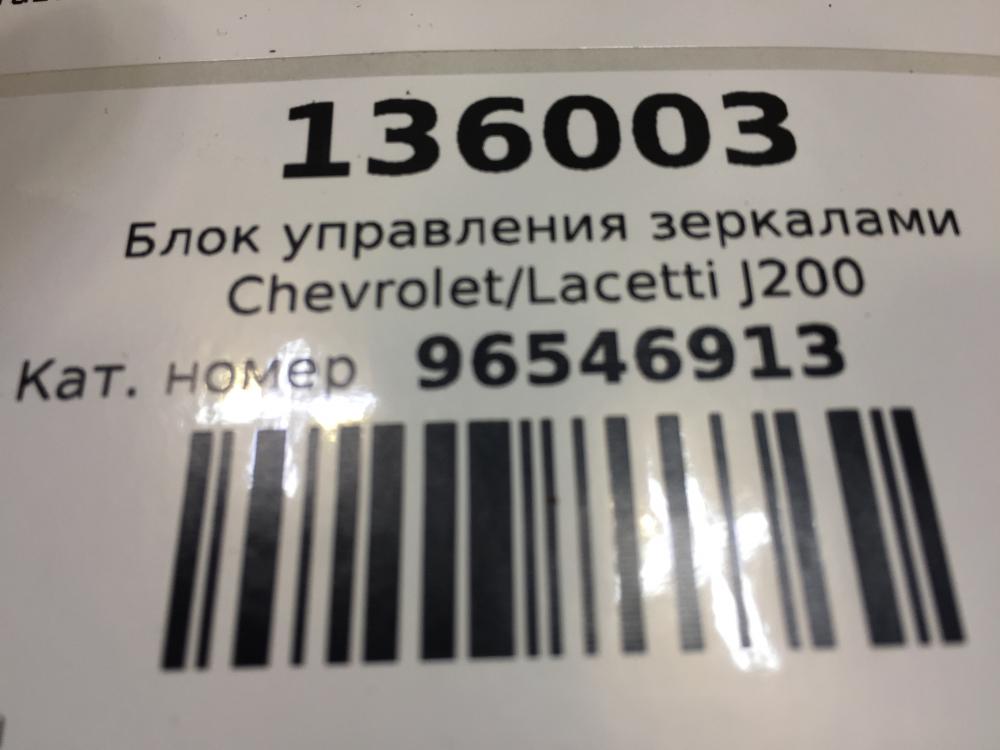 136003
Блок управления зеркалами
Chevrolet/Lacetti J200
Кат. номер 96546913